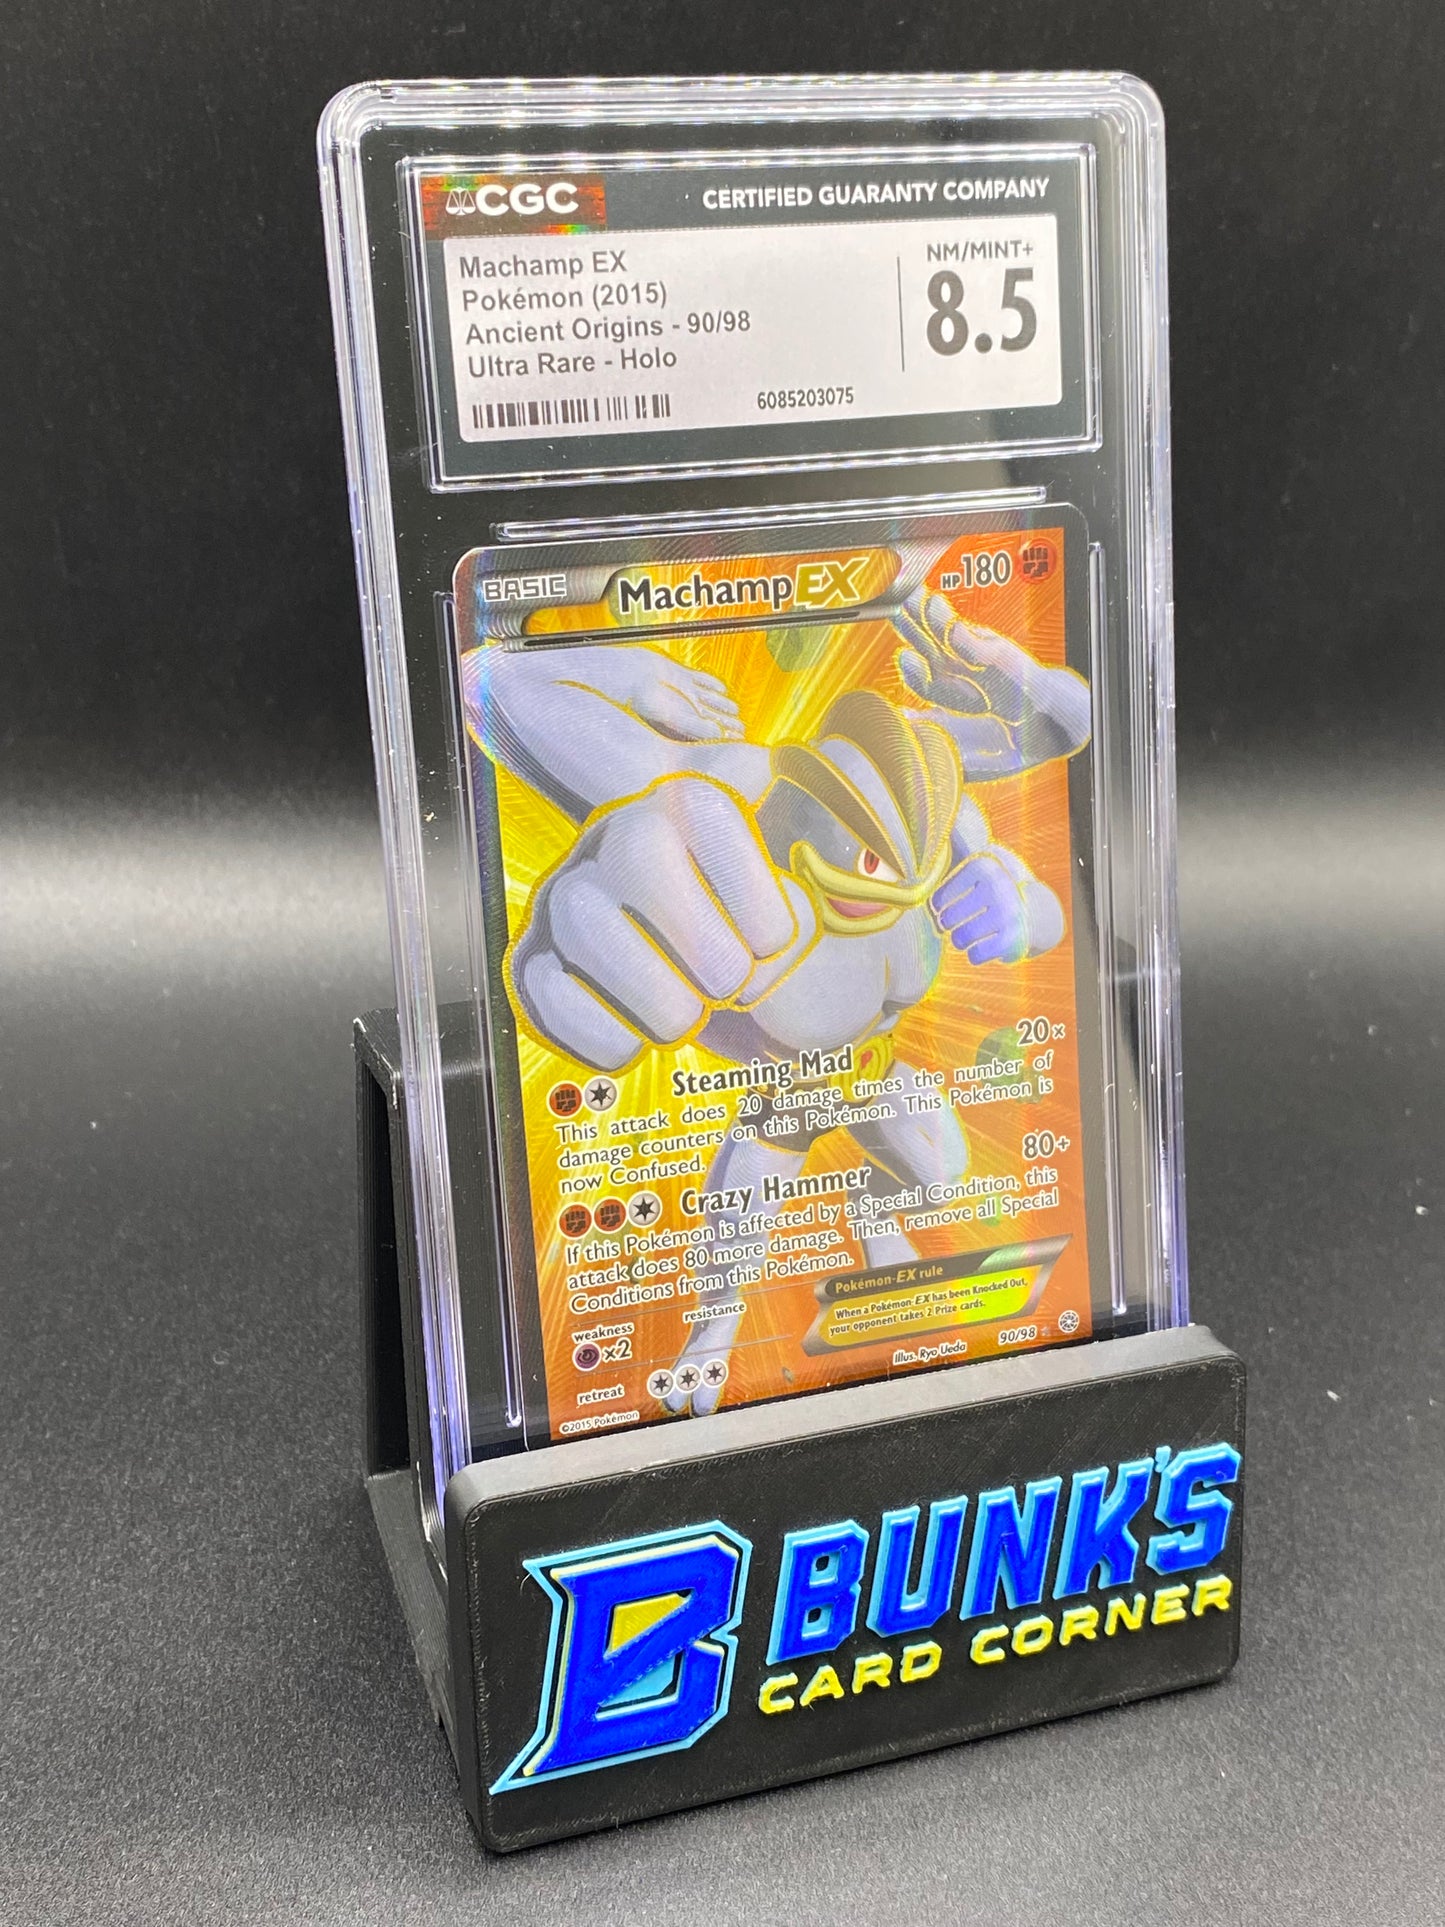 CGC
CERTIFIED GUARANTY COMPANY
Machamp EX
Pokémon (2015)
Ancient Origins - 90/98
Ultra Rare - Holo
NM/MINT+
8.5
6085203075
BASIC
Machamp EX
HP 180
Steaming Mad 20×
This attack does 20 damage times the number of
damage counters on this Pokémon. This Pokémon is
now Confused.
Crazy Hammer 80+
If this Pokémon is affected by a Special Condition, this
attack does 80 more damage. Then, remove all Special
Conditions from this Pokémon.
Pokémon-EX rule
When a Pokémon-EX has been Knocked Out,
your opponent takes 2 Prize cards.
weakness
×2
resistance
retreat
Illus. Ryo Ueda
90/98
©2015 Pokémon
B
BUNK'S
CARD CORNER